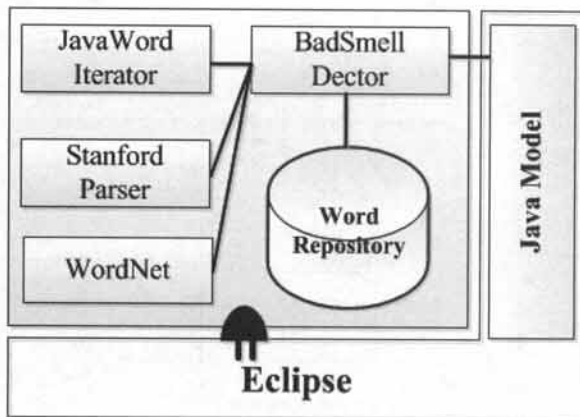 JavaWord
Iterator
BadSmell
Dector
Stanford
Parser
WordNet
Word
Repository
Java Model
Eclipse